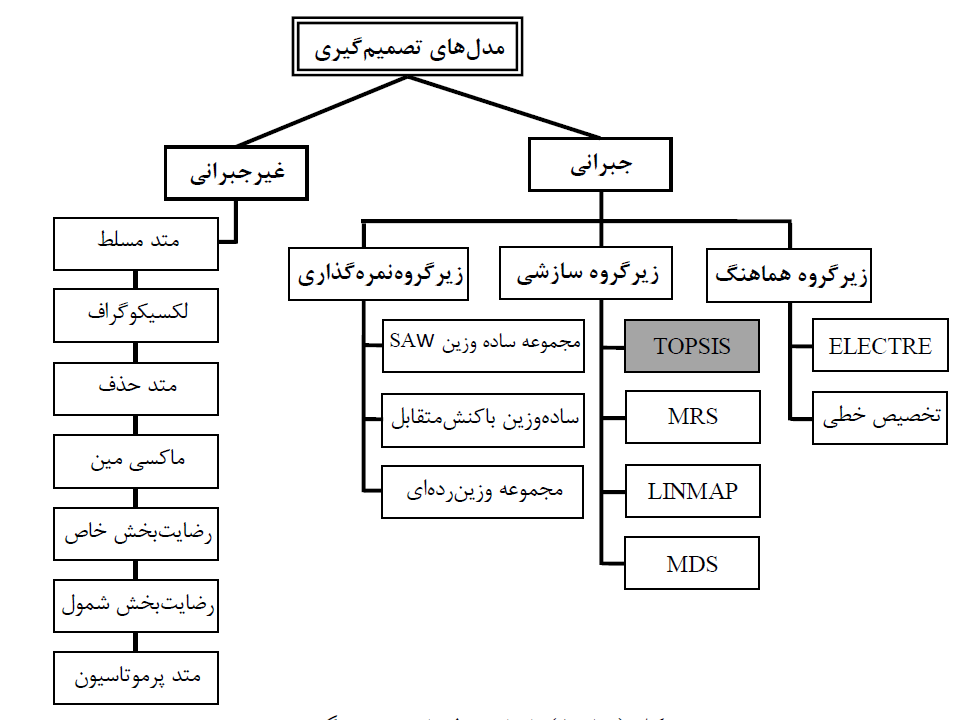 مدل‌های تصمیم‌گیری
جبرانی
غیرجبرانی
زیرگروه هماهنگ
زیرگروه سازشی
زیرگروه‌نمره‌گذاری
ELECTRE
تخصیص خطی
TOPSIS
MRS
LINMAP
MDS
مجموعه ساده وزین SAW
ساده‌وزین باکنش‌متقابل
مجموعه وزین‌رده‌ای
متد مسلط
لکسیکوگراف
متد حذف
ماکسی مین
رضایت‌بخش خاص
رضایت‌بخش شمول
متد پرموتاسیون